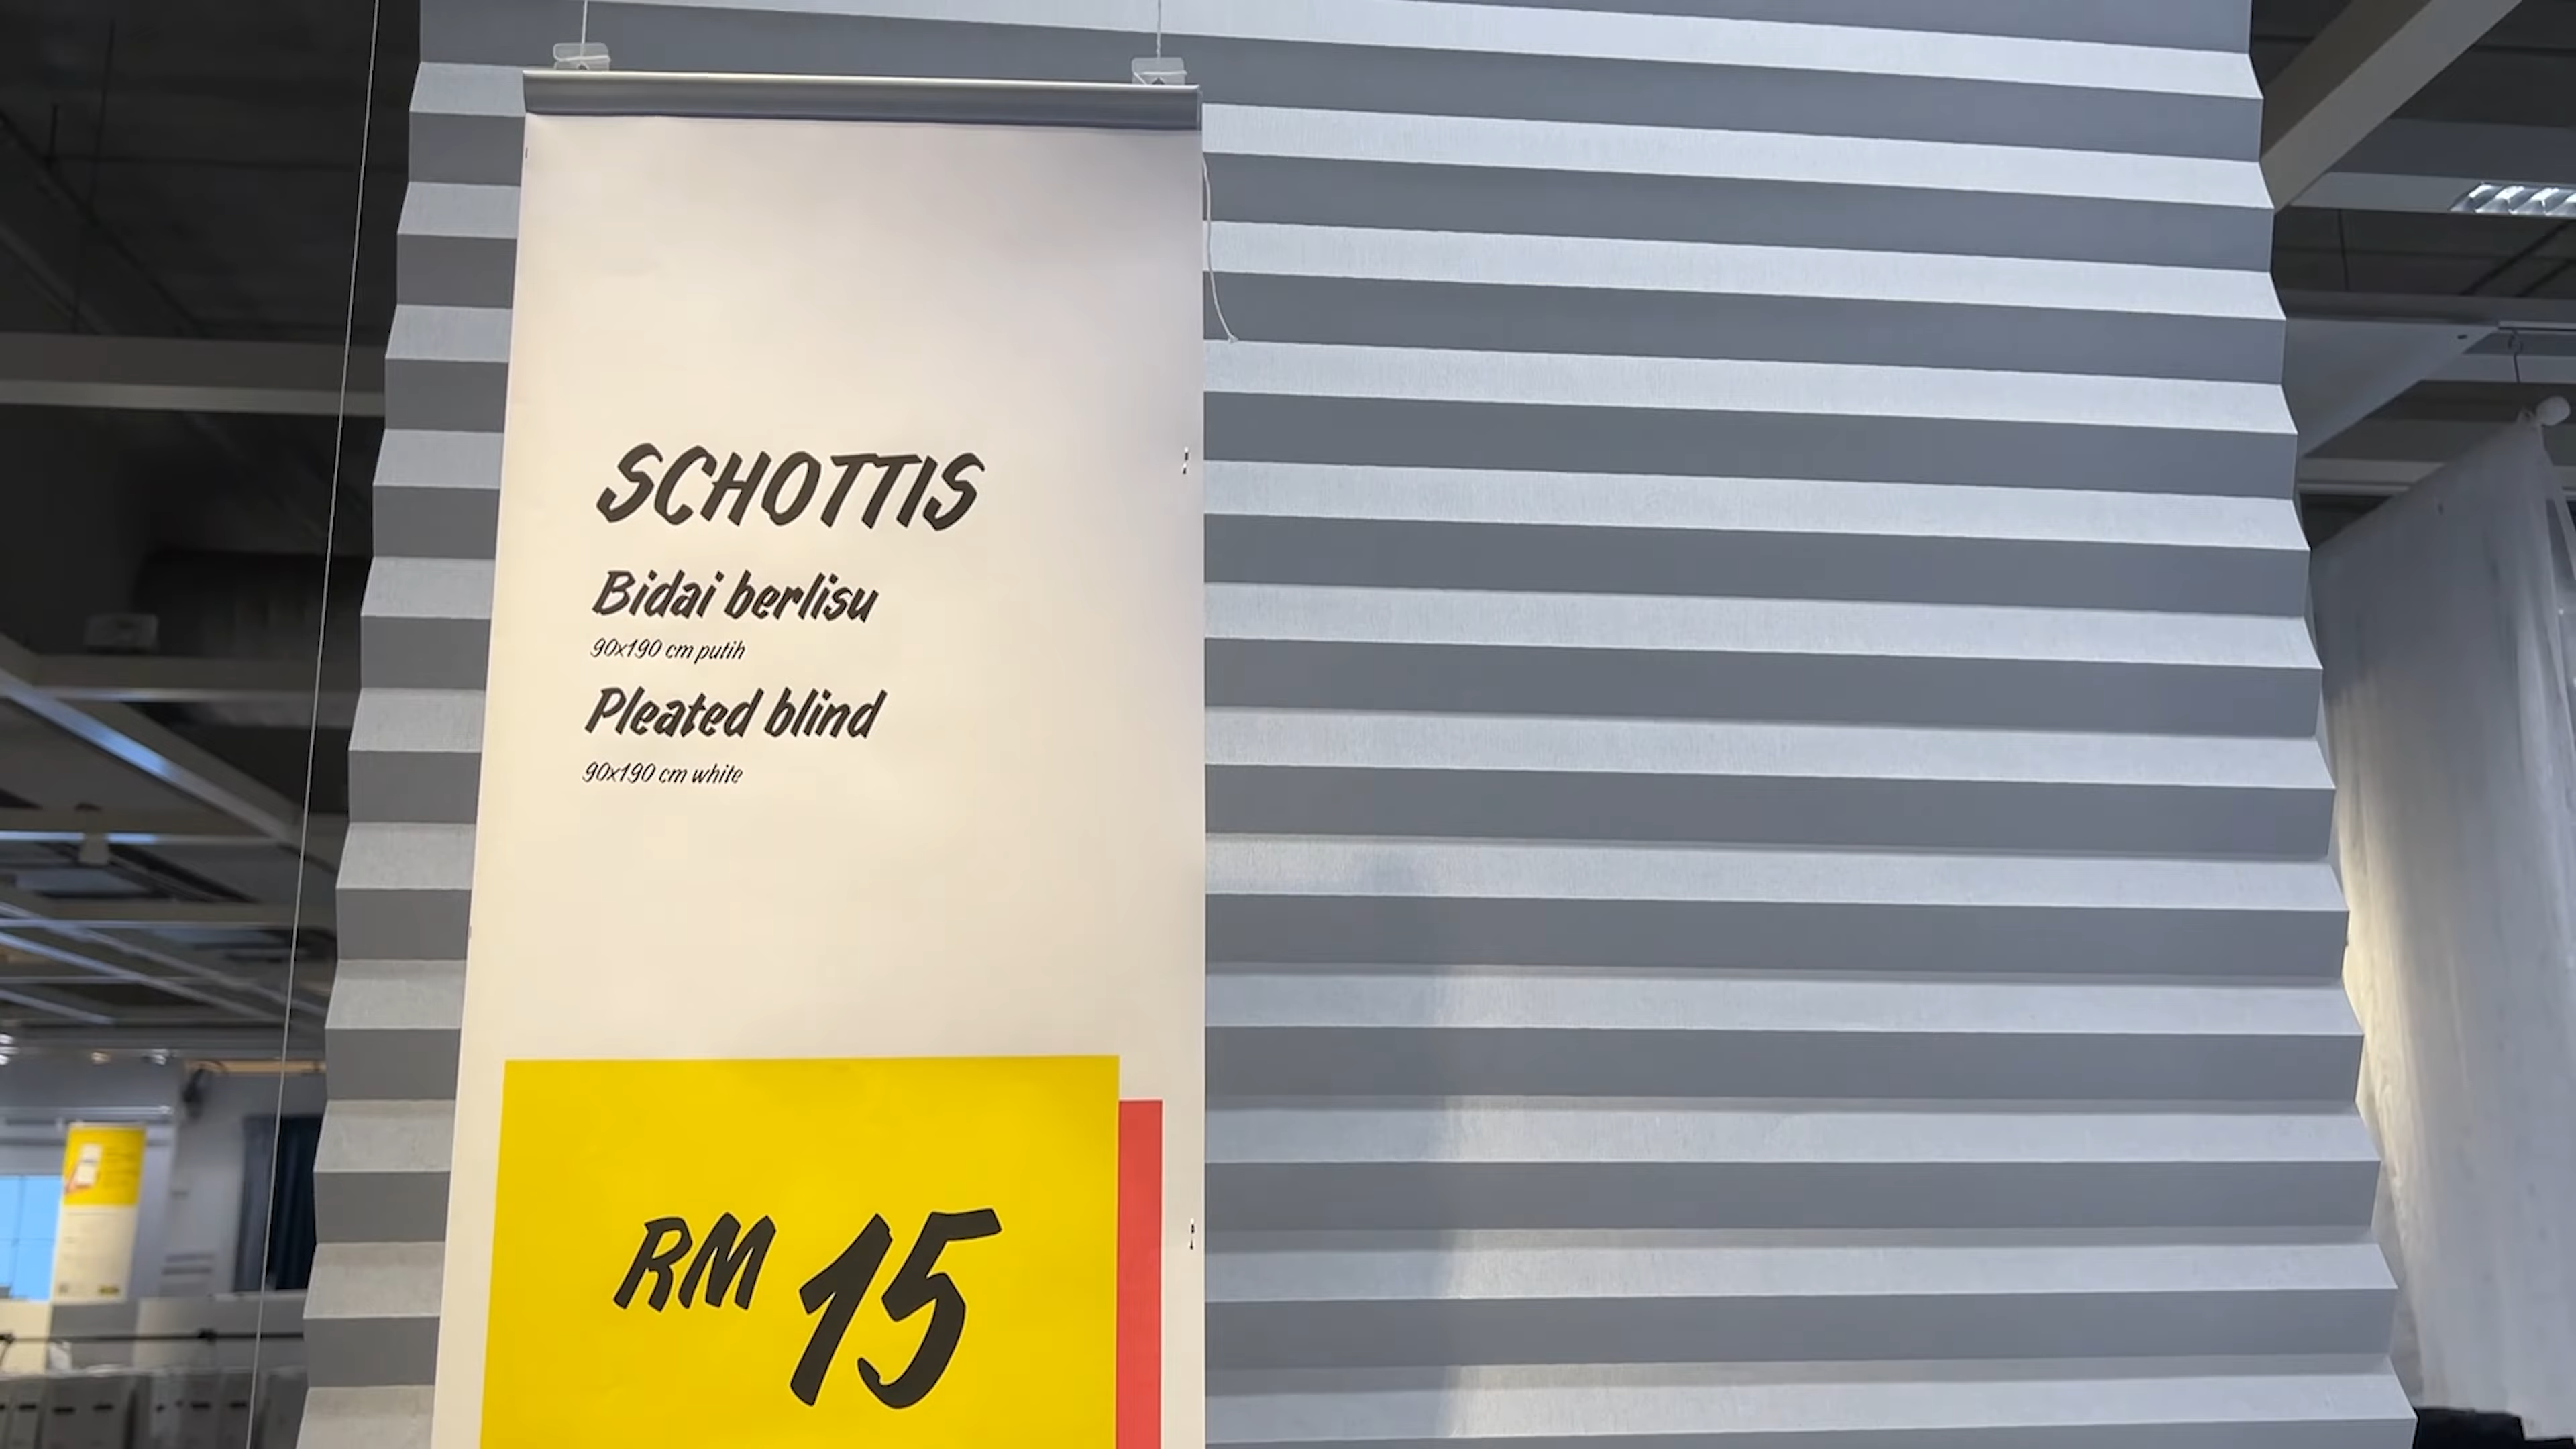 SCHOTTIS
Bidai berlisu
90x190 cm putih
Pleated blind
90x190 cm white
RM 15